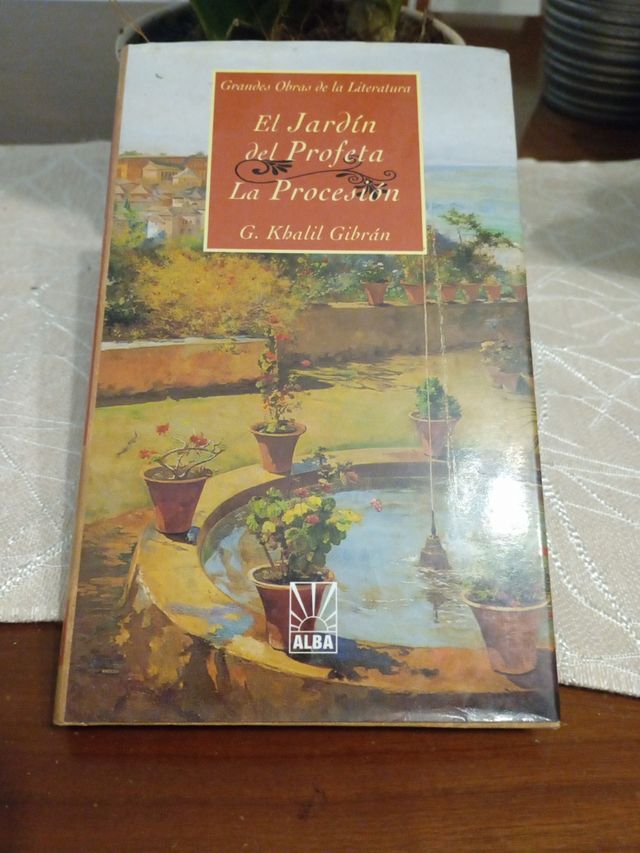 Grandes Obras de la Literatura
El Jardín
del Profeta
La Procesión
G. Khalil Gibrán
ALBA